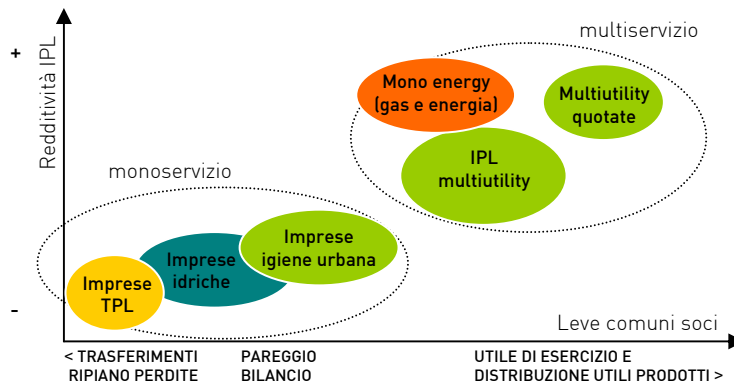 multiservizio
+
Redditività IPL
-
Mono energy
(gas e energia)
Multiutility
quotate
IPL
multiutility
monoservizio
Imprese
igiene urbana
Imprese
idriche
Imprese
TPL
Leve comuni soci
< TRASFERIMENTI
RIPIANO PERDITE
PAREGGIO
BILANCIO
UTILE DI ESERCIZIO E
DISTRIBUZIONE UTILI PRODOTTI >